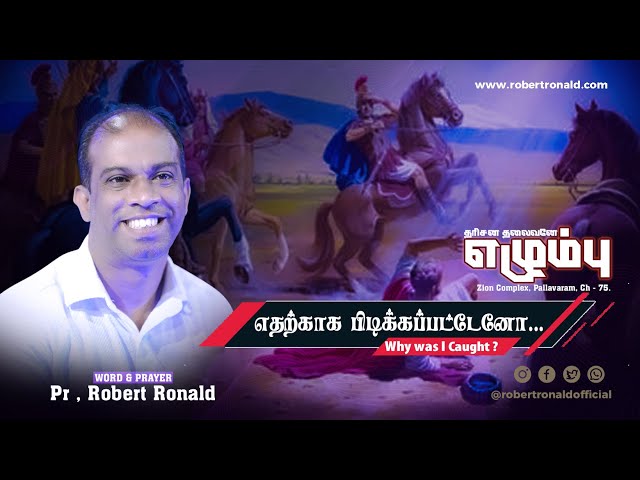 www.robertronald.com
தரிசன தலைவனே
எழும்பு
Zion Complex, Pallavaram, Ch - 75.
எதற்காக பிடிக்கப்பட்டேனோ...
Why was I Caught ?
WORD & PRAYER
Pr , Robert Ronald
@robertronaldofficial